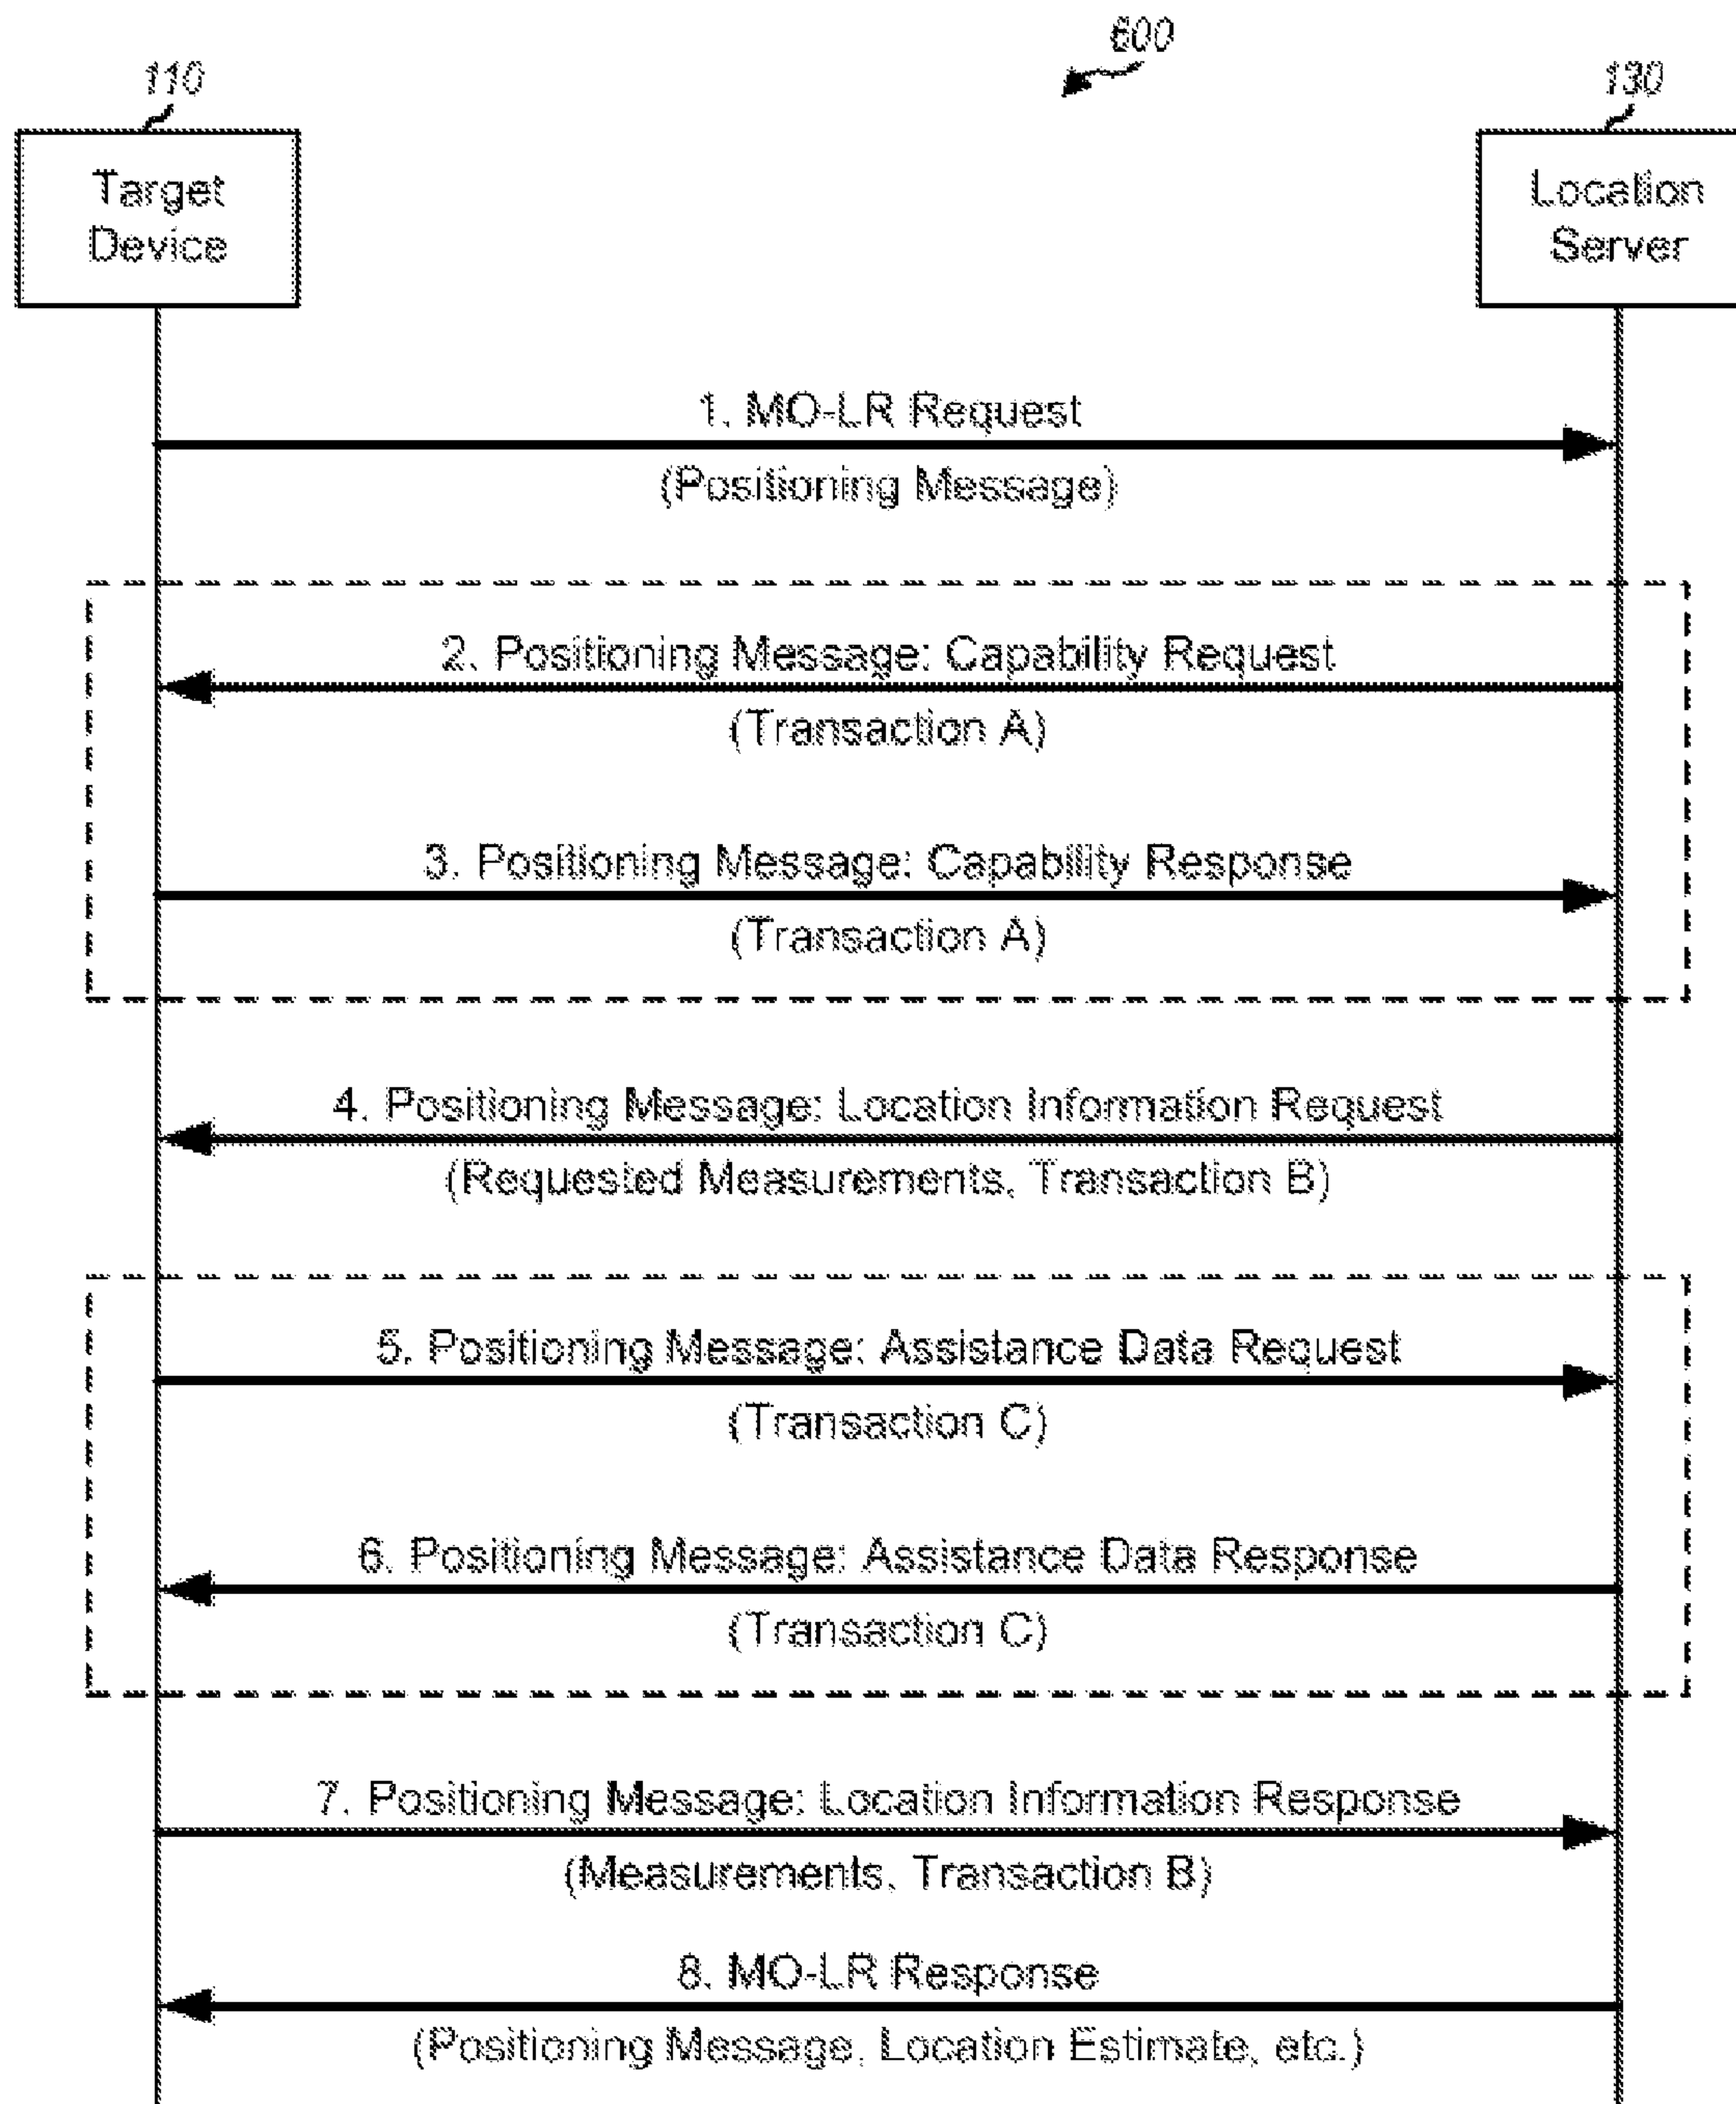 600
110
130
Target
Device
Location
Server
1. MO-LR Request
(Positioning Message)
2. Positioning Message: Capability Request
(Transaction A)
3. Positioning Message: Capability Response
(Transaction A)
4. Positioning Message: Location Information Request
(Requested Measurements, Transaction B)
5. Positioning Message: Assistance Data Request
(Transaction C)
6. Positioning Message: Assistance Data Response
(Transaction C)
7. Positioning Message: Location Information Response
(Measurements, Transaction B)
8. MO-LR Response
(Positioning Message, Location Estimate, etc.)